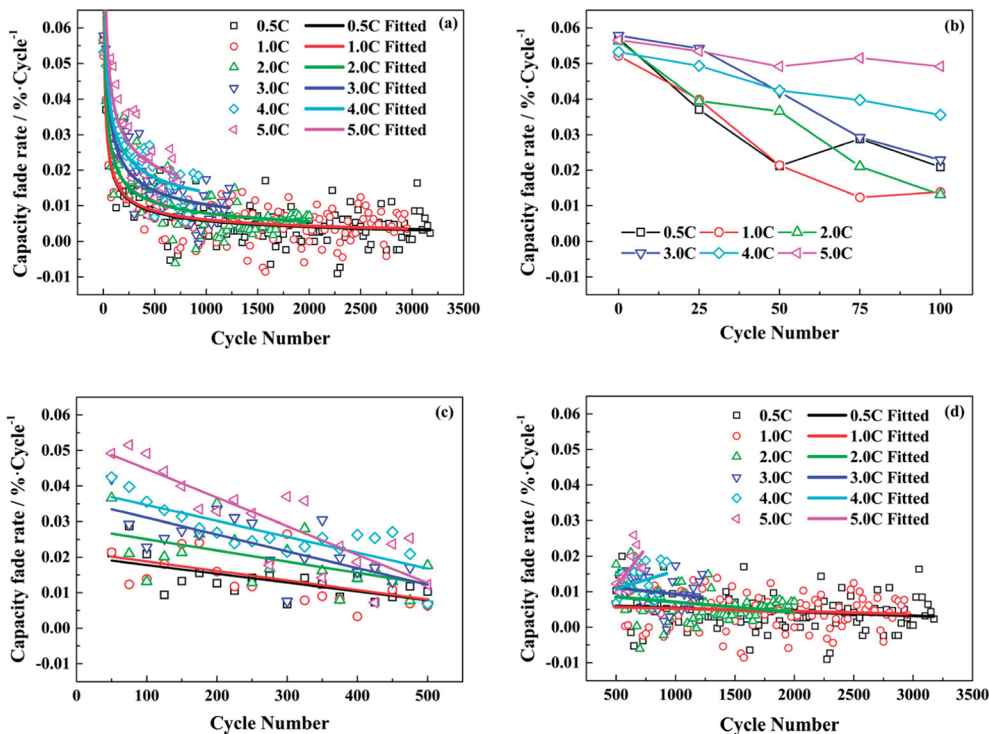 (a)
Capacity fade rate / %·Cycle-1
0.06
0.05
0.04
0.03
0.02
0.01
0.00
-0.01
0.5C 0.5C Fitted
1.0C 1.0C Fitted
2.0C 2.0C Fitted
3.0C 3.0C Fitted
4.0C 4.0C Fitted
5.0C 5.0C Fitted
0 500 1000 1500 2000 2500 3000 3500
Cycle Number
(b)
Capacity fade rate / %·Cycle-1
0.06
0.05
0.04
0.03
0.02
0.01
0.00
-0.01
0.5C 1.0C 2.0C
3.0C 4.0C 5.0C
0 25 50 75 100
Cycle Number
(c)
Capacity fade rate / %·Cycle-1
0.06
0.05
0.04
0.03
0.02
0.01
0.00
-0.01
0 100 200 300 400 500
Cycle Number
(d)
Capacity fade rate / %·Cycle-1
0.06
0.05
0.04
0.03
0.02
0.01
0.00
-0.01
0.5C 0.5C Fitted
1.0C 1.0C Fitted
2.0C 2.0C Fitted
3.0C 3.0C Fitted
4.0C 4.0C Fitted
5.0C 5.0C Fitted
500 1000 1500 2000 2500 3000 3500
Cycle Number